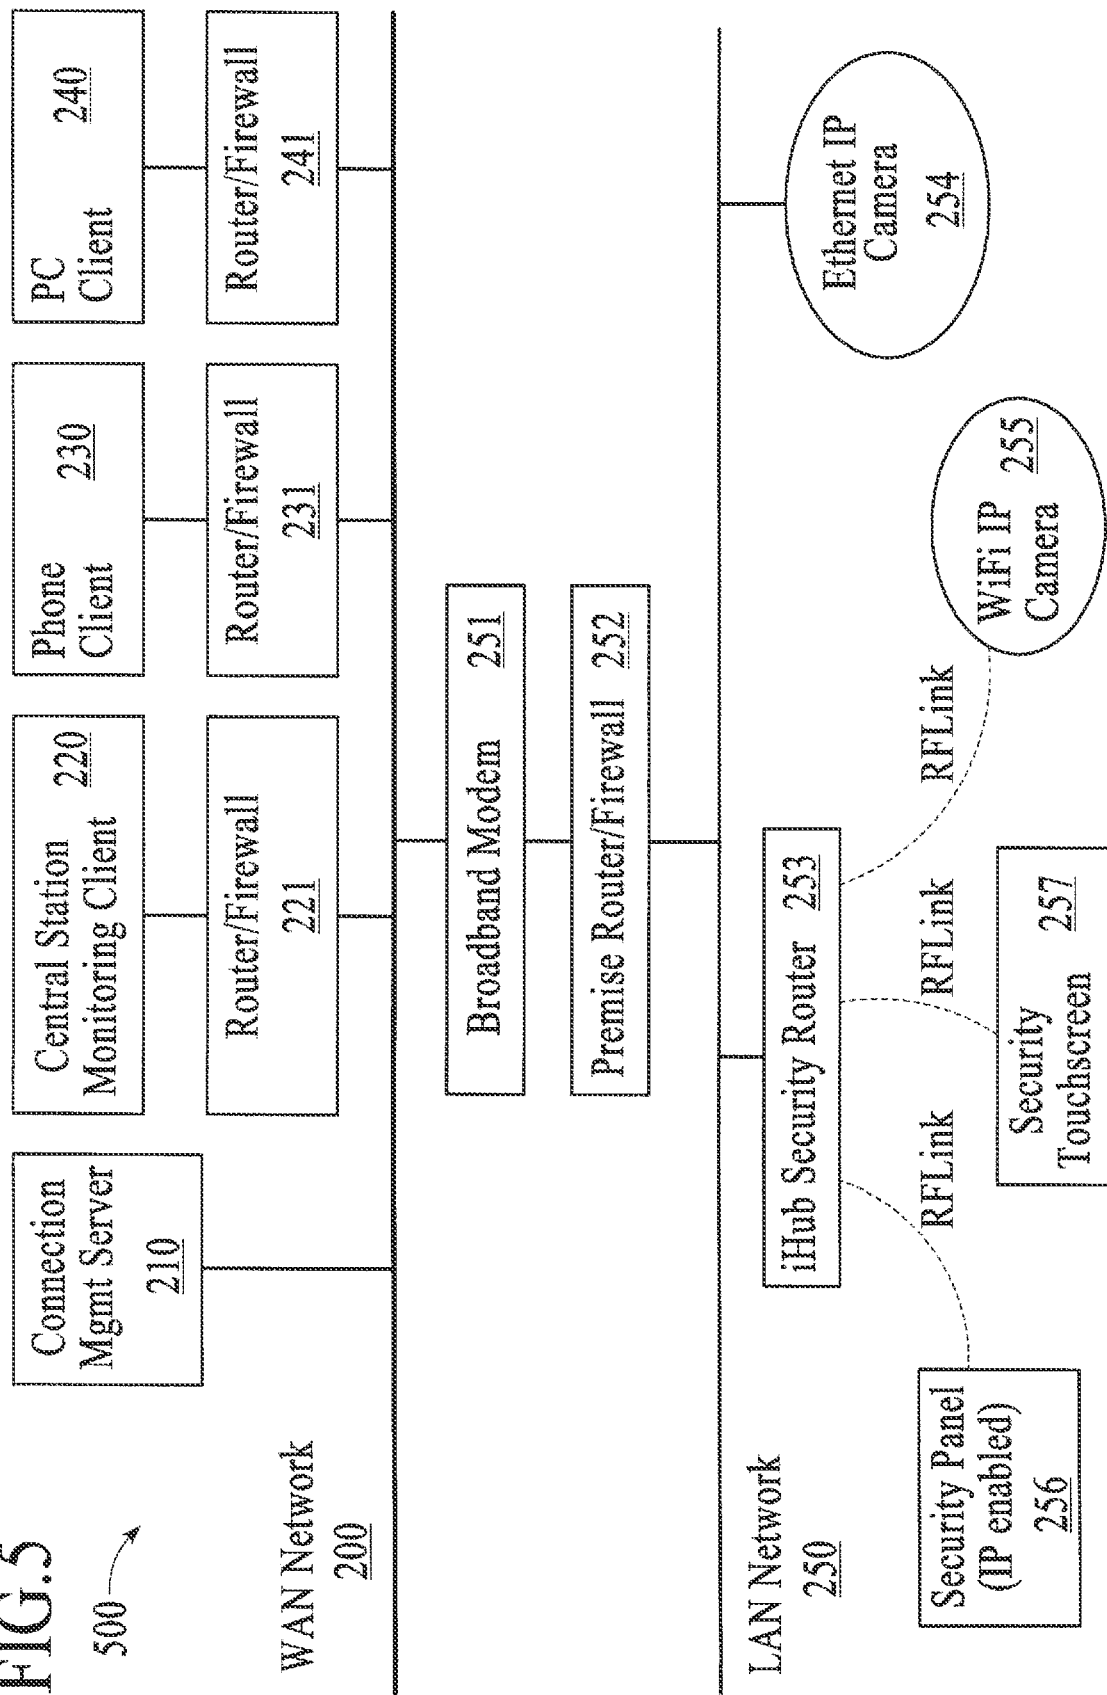 FIG.5
500
WAN Network
200
Connection
Mgmt Server
210
Central Station
Monitoring Client
220
Router/Firewall
221
Phone
Client
230
Router/Firewall
231
PC
Client
240
Router/Firewall
241
Broadband Modem 251
Premise Router/Firewall 252
LAN Network
250
iHub Security Router 253
RFLink
RFLink
RFLink
Security Panel
(IP enabled)
256
Security
Touchscreen
257
WiFi IP
Camera
255
Ethernet IP
Camera
254